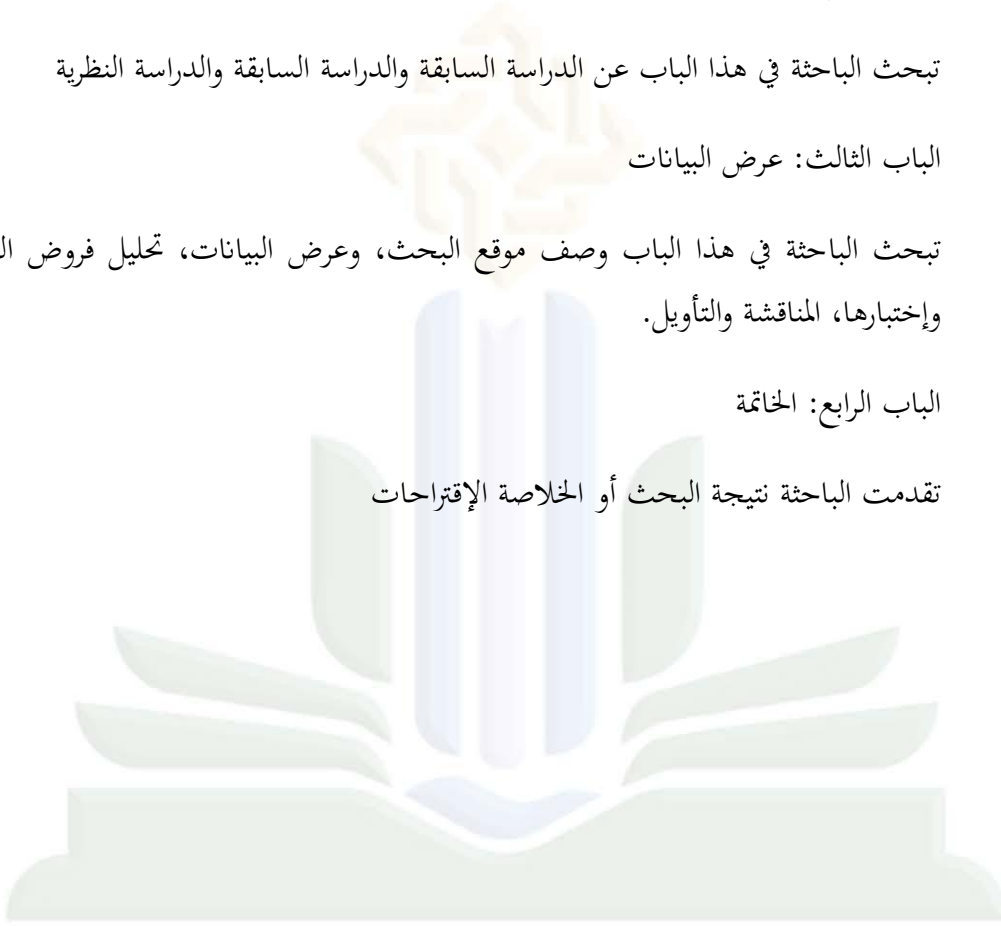 تبحث الباحثة في هذا الباب عن الدراسة السابقة والدراسة السابقة والدراسة النظرية
الباب الثالث: عرض البيانات
تبحث الباحثة في هذا الباب وصف موقع البحث، وعرض البيانات، تحليل فروض
وإختبارها، المناقشة والتأويل.
الباب الرابع: الخاتمة
تقدمت الباحثة نتيجة البحث أو الخلاصة الإقتراحات